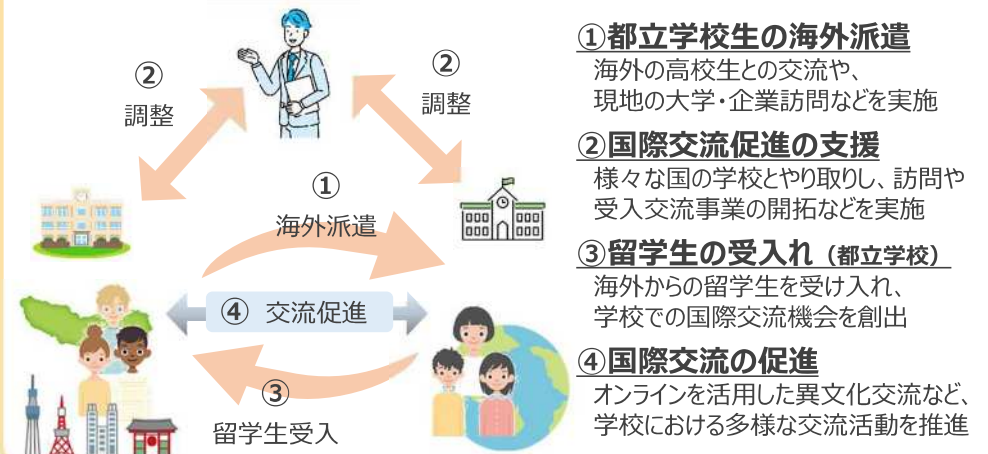 ②
調整
②
調整
①
海外派遣
④ 交流促進
③
留学生受入
①都立学校生の海外派遣
海外の高校生との交流や、
現地の大学・企業訪問などを実施
②国際交流促進の支援
様々な国の学校とやり取りし、訪問や
受入交流事業の開拓などを実施
③留学生の受入れ（都立学校）
海外からの留学生を受け入れ、
学校での国際交流機会を創出
④国際交流の促進
オンラインを活用した異文化交流など、
学校における多様な交流活動を推進